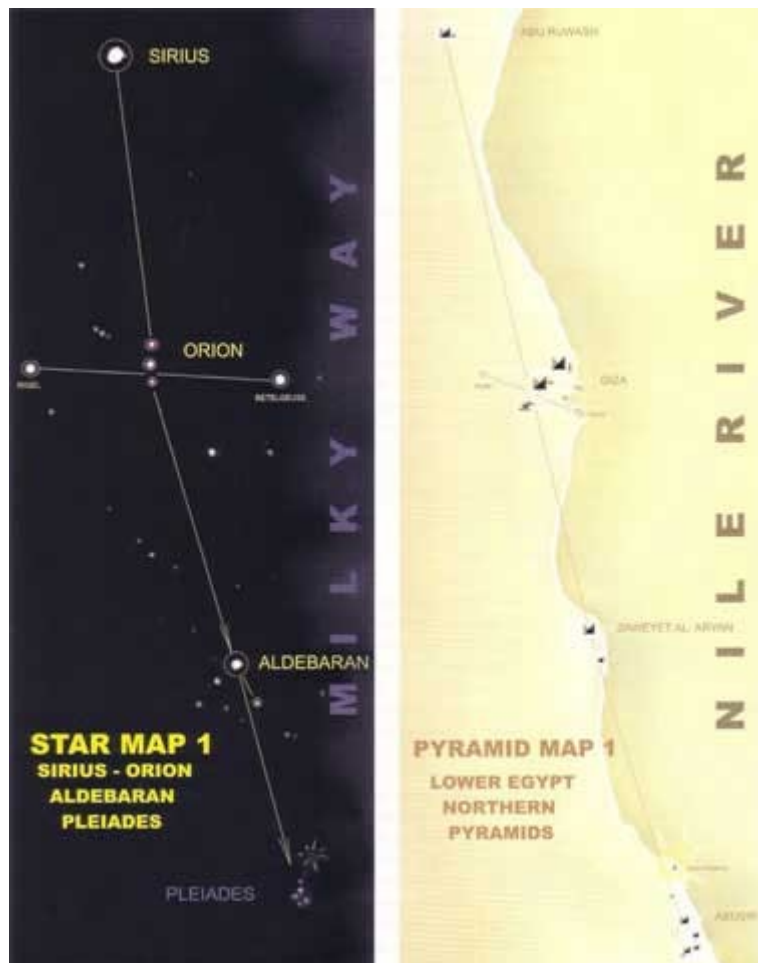 SIRIUS
ORION
RIGEL
BETELGEUSE
MILKY WAY
ALDEBARAN
STAR MAP 1
SIRIUS - ORION
ALDEBARAN
PLEIADES
PLEIADES
ABU RUWASH
GIZA
NILE RIVER
ZAWEYET AL- ARYAN
PYRAMID MAP 1
LOWER EGYPT
NORTHERN
PYRAMIDS
ABUSIR